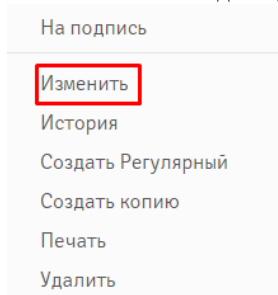 На подпись
Изменить
История
Создать Регулярный
Создать копию
Печать
Удалить